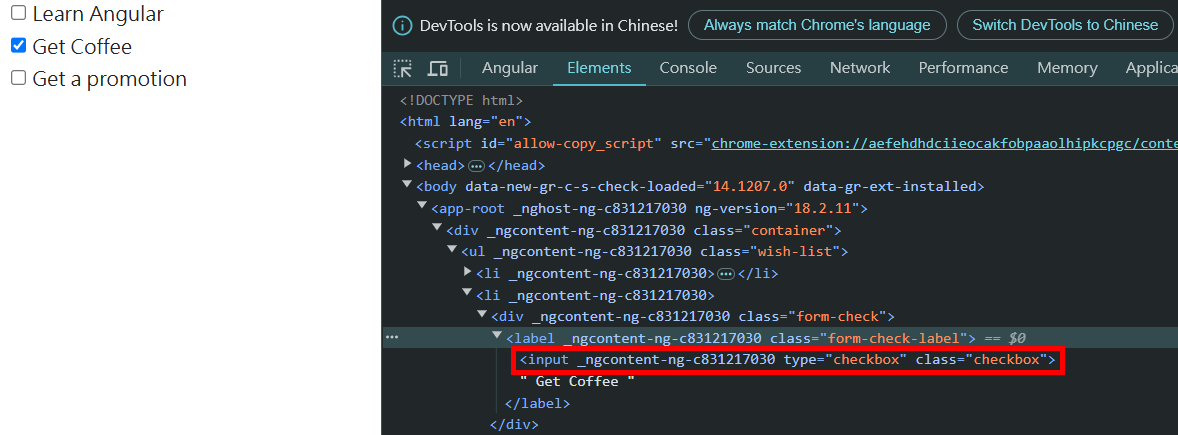 Learn Angular
Get Coffee
Get a promotion
DevTools is now available in Chinese! Always match Chrome's language Switch DevTools to Chinese
Angular Elements Console Sources Network Performance Memory Applica
<!DOCTYPE html>
<html lang="en">
<script id="allow-copy_script" src="chrome-extension://aefehdhdciieocakfobpaaolhipkcpgc/conte
<head>…</head>
<body data-new-gr-c-s-check-loaded="14.1207.0" data-gr-ext-installed>
<app-root _nghost-ng-c831217030 ng-version="18.2.11">
<div _ngcontent-ng-c831217030 class="container">
<ul _ngcontent-ng-c831217030 class="wish-list">
<li _ngcontent-ng-c831217030>…</li>
<li _ngcontent-ng-c831217030>
<div _ngcontent-ng-c831217030 class="form-check">
<label _ngcontent-ng-c831217030 class="form-check-label"> == $0
<input _ngcontent-ng-c831217030 type="checkbox" class="checkbox">
" Get Coffee "
</label>
</div>